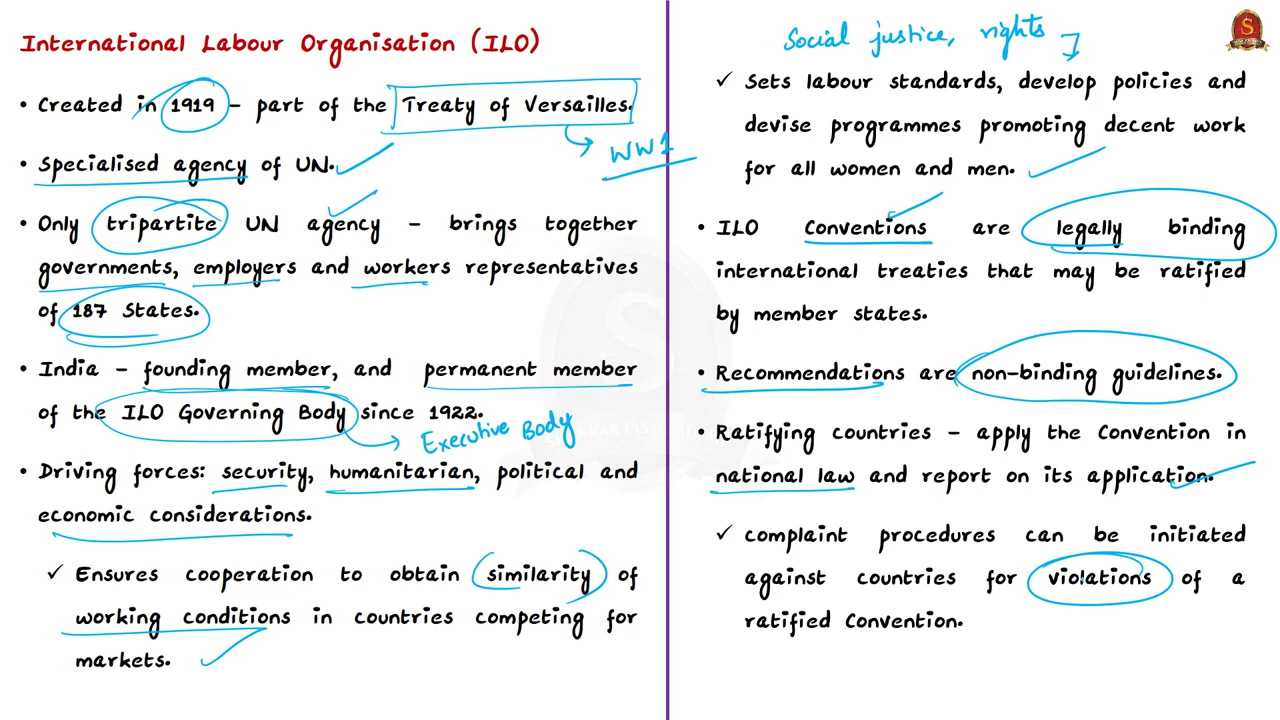 International Labour Organisation (ILO)
• Created in 1919 – part of the Treaty of Versailles.
WW1
• Specialised agency of UN.
• Only tripartite UN agency – brings together
governments, employers and workers representatives
of 187 States.
• India – founding member, and permanent member
of the ILO Governing Body since 1922.
Executive Body
• Driving forces: security, humanitarian, political and
economic considerations.
✓ Ensures cooperation to obtain similarity of
working conditions in countries competing for
markets.
Social justice, rights
✓ Sets labour standards, develop policies and
devise programmes promoting decent work
for all women and men.
• ILO Conventions are legally binding
international treaties that may be ratified
by member states.
• Recommendations are non-binding guidelines.
• Ratifying countries – apply the Convention in
national law and report on its application.
✓ complaint procedures can be initiated
against countries for violations of a
ratified Convention.